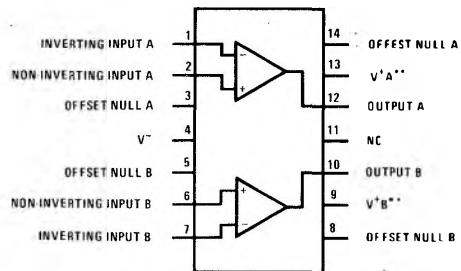 INVERTING INPUT A 1
NON-INVERTING INPUT A 2
OFFSET NULL A 3
V⁻ 4
OFFSET NULL B 5
NON-INVERTING INPUT B 6
INVERTING INPUT B 7
14 OFFEST NULL A
13 V⁺A**
12 OUTPUT A
11 NC
10 OUTPUT B
9 V⁺B**
8 OFFSET NULL B
−
+
+
−